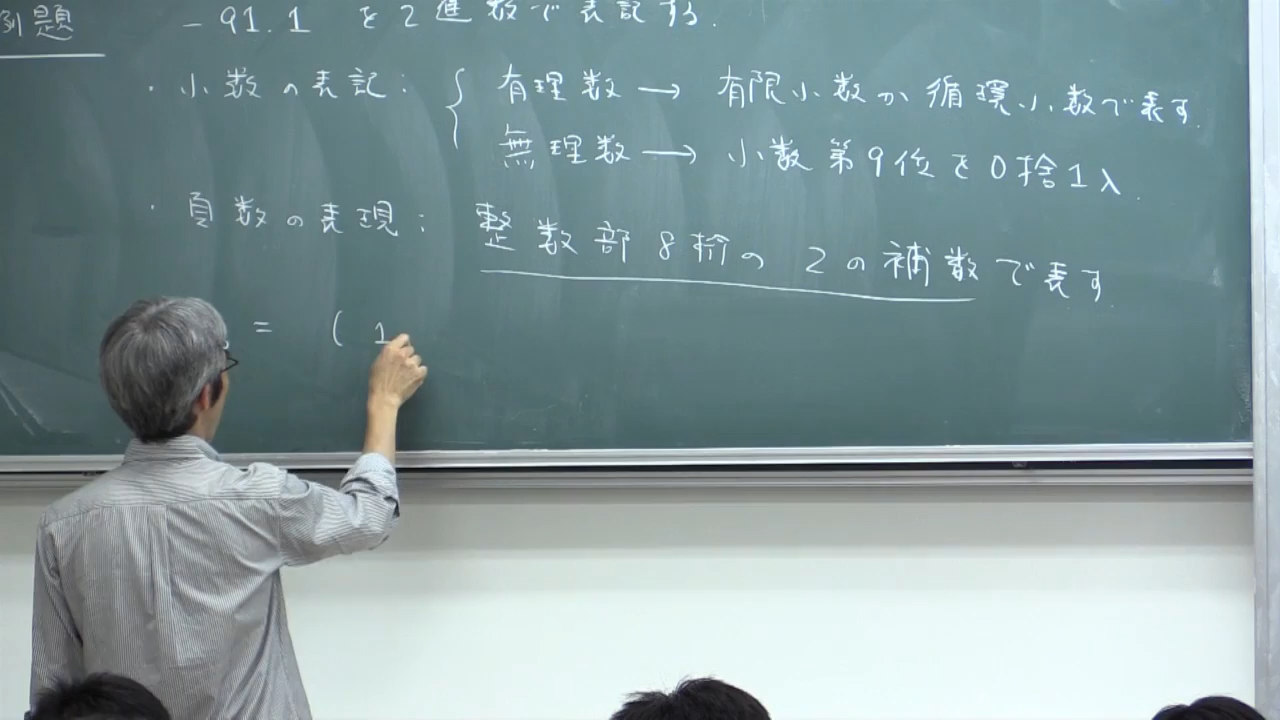 例題 -91.1 を2進数で表記する.
・小数の表記: { 有理数 → 有限小数か循環小数で表す.
無理数 → 小数第9位を0捨1入.
・負数の表現: 整数部8桁の2の補数で表す.
= ( 1